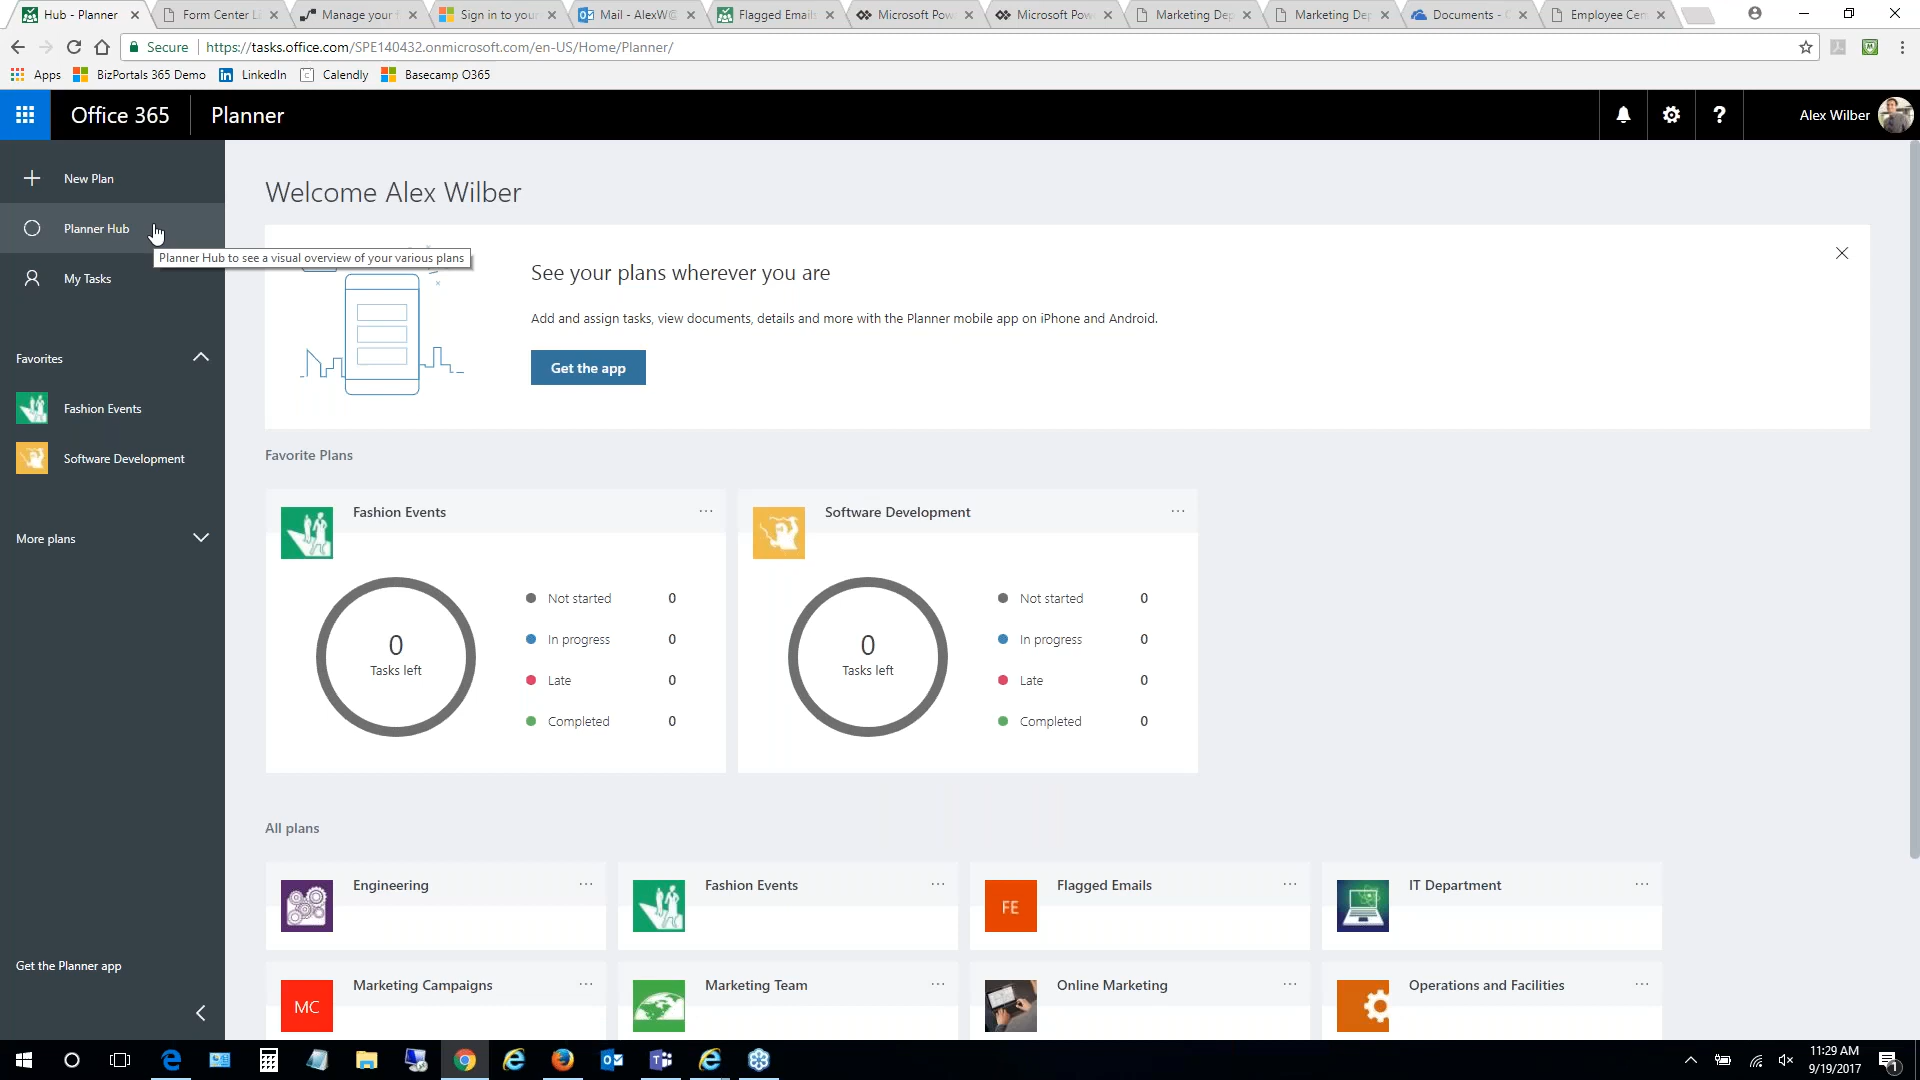 Hub - Planner
Form Center Li
Manage your f
Sign in to your
Mail - AlexW@
Flagged Emails
Microsoft Pow
Microsoft Pow
Marketing Dep
Marketing Dep
Documents -
Employee Cen
Secure
https://tasks.office.com/SPE140432.onmicrosoft.com/en-US/Home/Planner/
Apps
BizPortals 365 Demo
LinkedIn
Calendly
Basecamp O365
Office 365
Planner
Alex Wilber
New Plan
Planner Hub
Planner Hub to see a visual overview of your various plans
My Tasks
Favorites
Fashion Events
Software Development
More plans
Get the Planner app
Welcome Alex Wilber
See your plans wherever you are
Add and assign tasks, view documents, details and more with the Planner mobile app on iPhone and Android.
Get the app
Favorite Plans
Fashion Events
0
Tasks left
Not started 0
In progress 0
Late 0
Completed 0
Software Development
0
Tasks left
Not started 0
In progress 0
Late 0
Completed 0
All plans
Engineering
Fashion Events
FE
Flagged Emails
IT Department
MC
Marketing Campaigns
Marketing Team
Online Marketing
Operations and Facilities
11:29 AM
9/19/2017
1